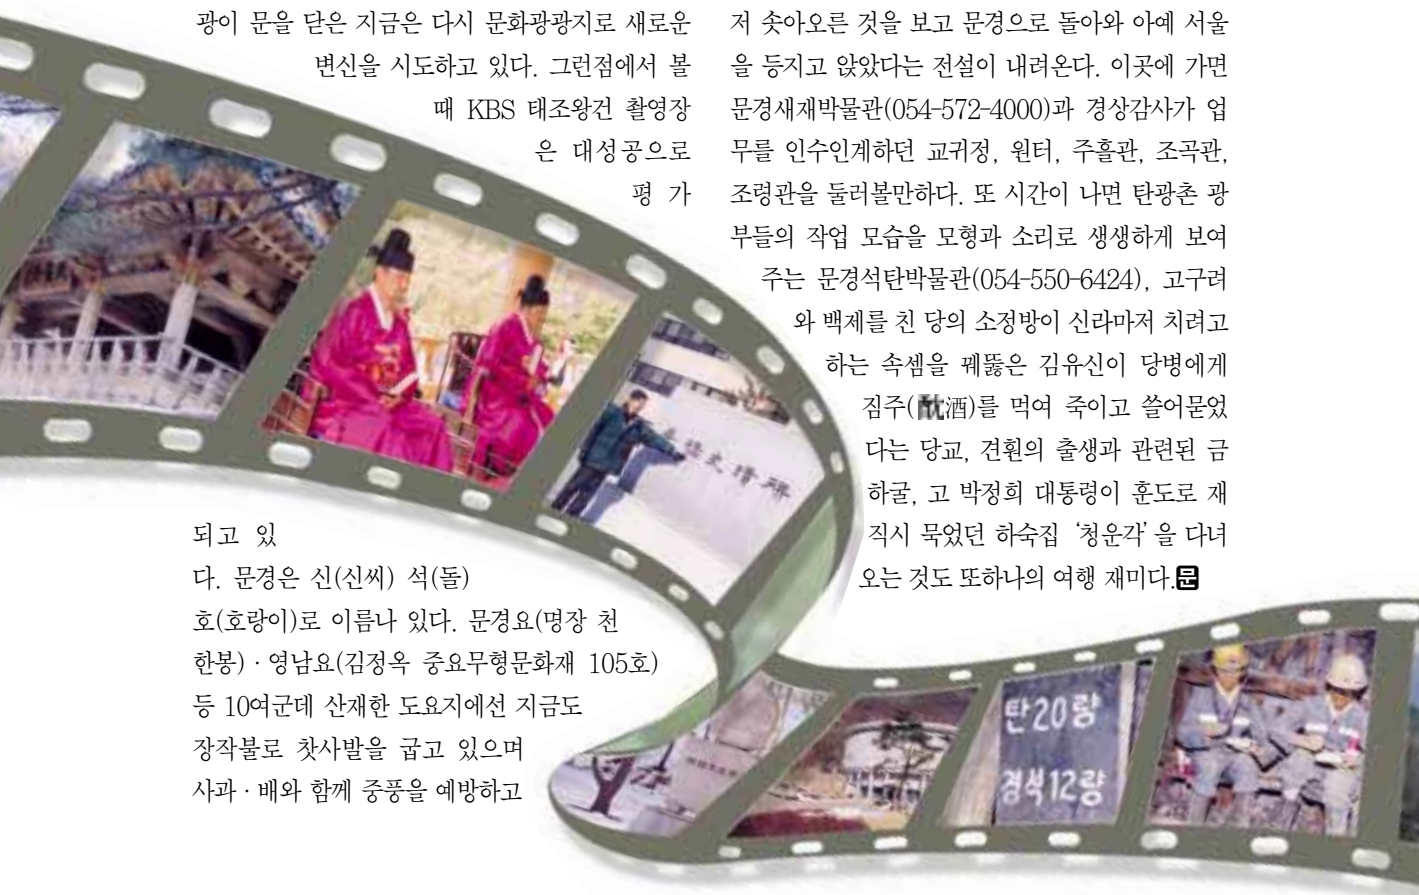 광이 문을 닫은 지금은 다시 문화광광지로 새로운
변신을 시도하고 있다. 그런점에서 볼
때 KBS 태조왕건 촬영장
은 대성공으로
평 가
되고 있
다. 문경은 신(신씨) 석(돌)
호(호랑이)로 이름나 있다. 문경요(명장 천
한봉)·영남요(김정옥 중요무형문화재 105호)
등 10여군데 산재한 도요지에선 지금도
장작불로 찻사발을 굽고 있으며
사과·배와 함께 중풍을 예방하고
저 솟아오른 것을 보고 문경으로 돌아와 아예 서울
을 등지고 앉았다는 전설이 내려온다. 이곳에 가면
문경새재박물관(054-572-4000)과 경상감사가 업
무를 인수인계하던 교귀정, 원터, 주흘관, 조곡관,
조령관을 둘러볼만하다. 또 시간이 나면 탄광촌 광
부들의 작업 모습을 모형과 소리로 생생하게 보여
주는 문경석탄박물관(054-550-6424), 고구려
와 백제를 친 당의 소정방이 신라마저 치려고
하는 속셈을 꿰뚫은 김유신이 당병에게
짐주(酒)를 먹여 죽이고 쓸어묻었
다는 당교, 견훤의 출생과 관련된 금
하굴, 고 박정희 대통령이 훈도로 재
직시 묵었던 하숙집 ‘청운각’을 다녀
오는 것도 또하나의 여행 재미다.문
탄20량
경석12량